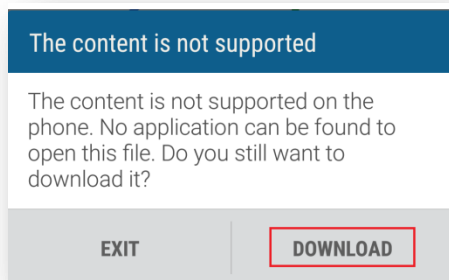 The content is not supported
The content is not supported on the
phone. No application can be found to
open this file. Do you still want to
download it?
EXIT
DOWNLOAD